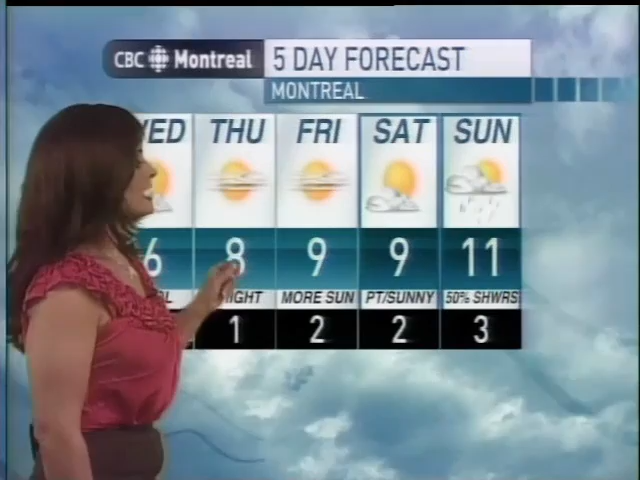 CBC Montreal 5 DAY FORECAST
MONTREAL
WED THU FRI SAT SUN
6 8 9 9 11
MORE SUN PT/SUNNY 50% SHWRS
1 2 2 3